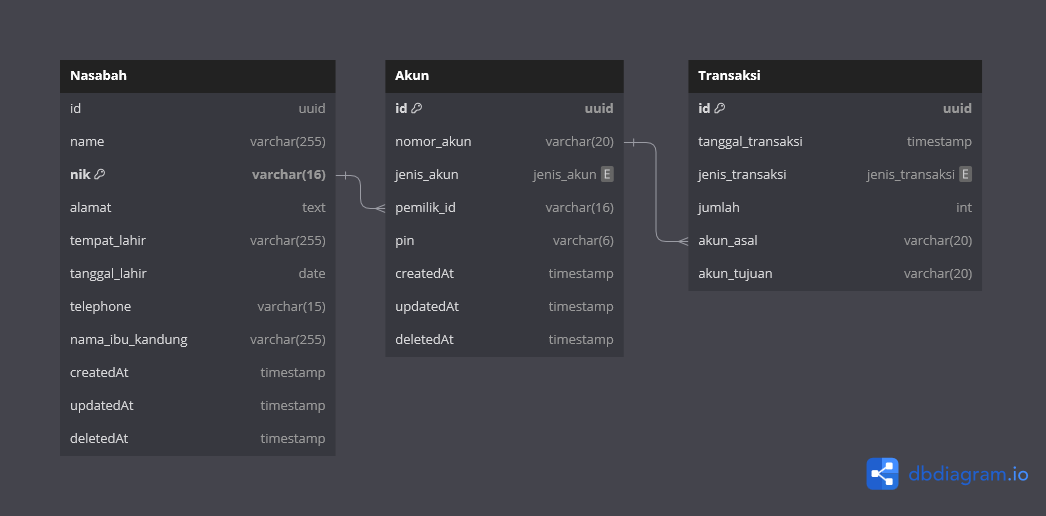 Nasabah
id uuid
name varchar(255)
nik varchar(16)
alamat text
tempat_lahir varchar(255)
tanggal_lahir date
telephone varchar(15)
nama_ibu_kandung varchar(255)
createdAt timestamp
updatedAt timestamp
deletedAt timestamp
Akun
id uuid
nomor_akun varchar(20)
jenis_akun jenis_akun E
pemilik_id varchar(16)
pin varchar(6)
createdAt timestamp
updatedAt timestamp
deletedAt timestamp
Transaksi
id uuid
tanggal_transaksi timestamp
jenis_transaksi jenis_transaksi E
jumlah int
akun_asal varchar(20)
akun_tujuan varchar(20)
dbdiagram.io